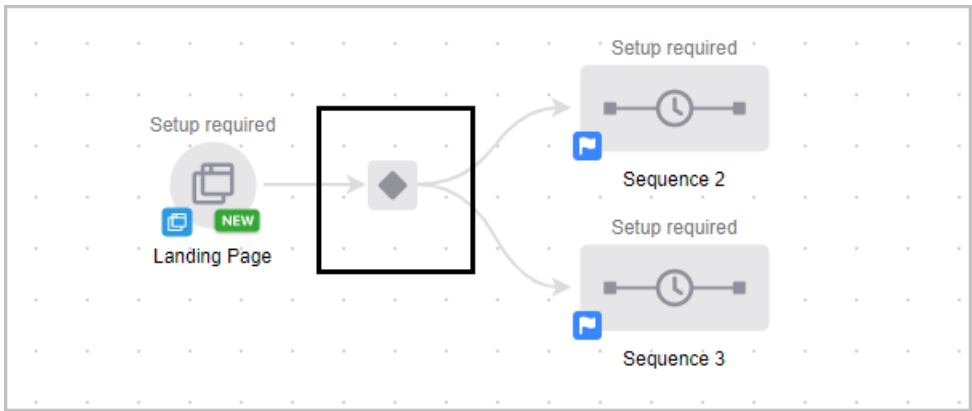 Setup required
Setup required
NEW
Sequence 2
Landing Page
Setup required
Sequence 3